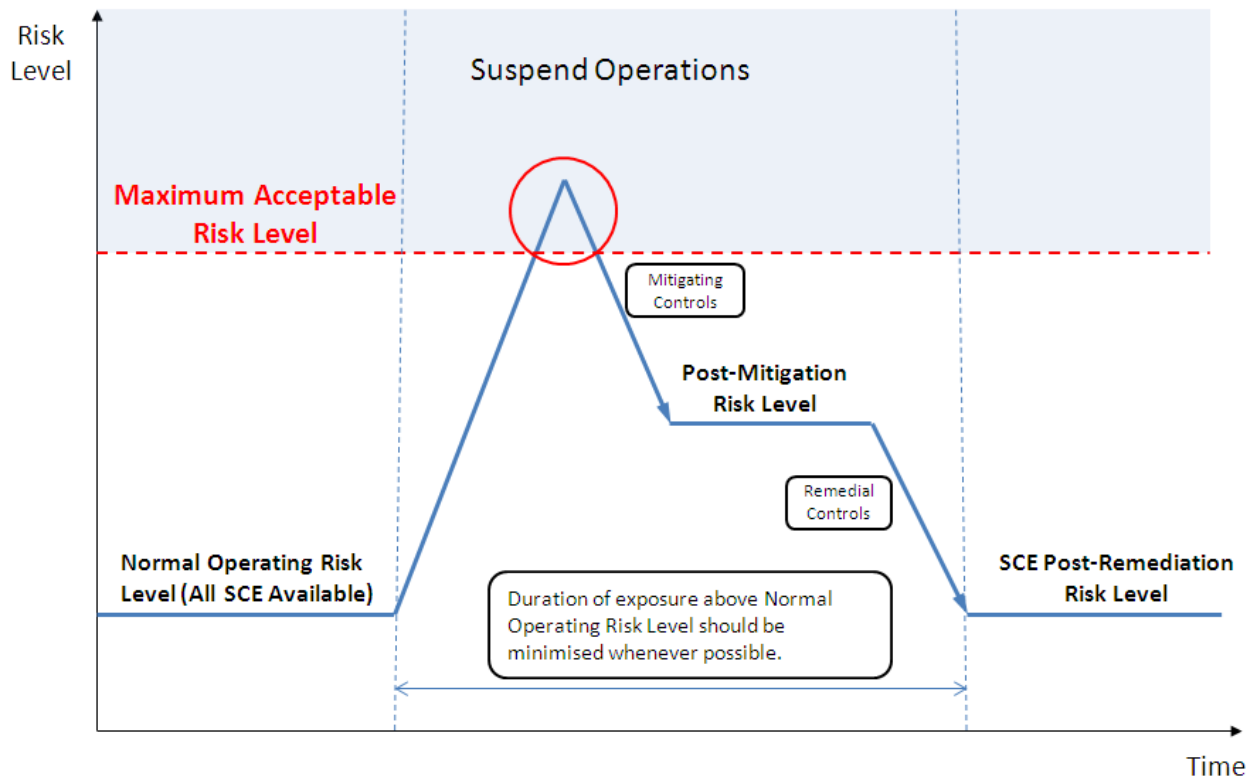 Risk
Level
Suspend Operations
Maximum Acceptable
Risk Level
Mitigating
Controls
Post-Mitigation
Risk Level
Remedial
Controls
Normal Operating Risk
Level (All SCE Available)
SCE Post-Remediation
Risk Level
Duration of exposure above Normal
Operating Risk Level should be
minimised whenever possible.
Time